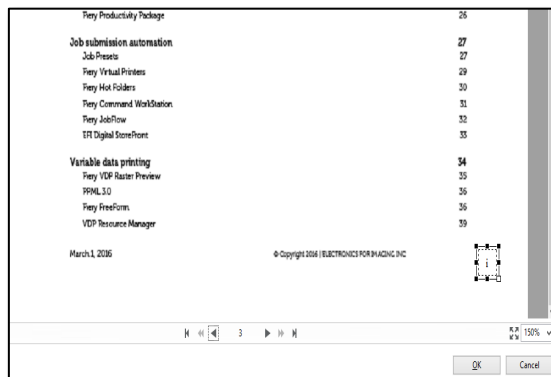 Fiery Productivity Package 26
Job submission automation 27
Job Presets 27
Fiery Virtual Printers 29
Fiery Hot Folders 30
Fiery Command WorkStation 31
Fiery JobFlow 32
EFI Digital StoreFront 33
Variable data printing 34
Fiery VDP Raster Preview 35
PPML 3.0 36
Fiery FreeForm 36
VDP Resource Manager 39
March.1, 2016 © Copyright 2016 | ELECTRONICS FOR IMAGING INC i
3 150%
OK Cancel